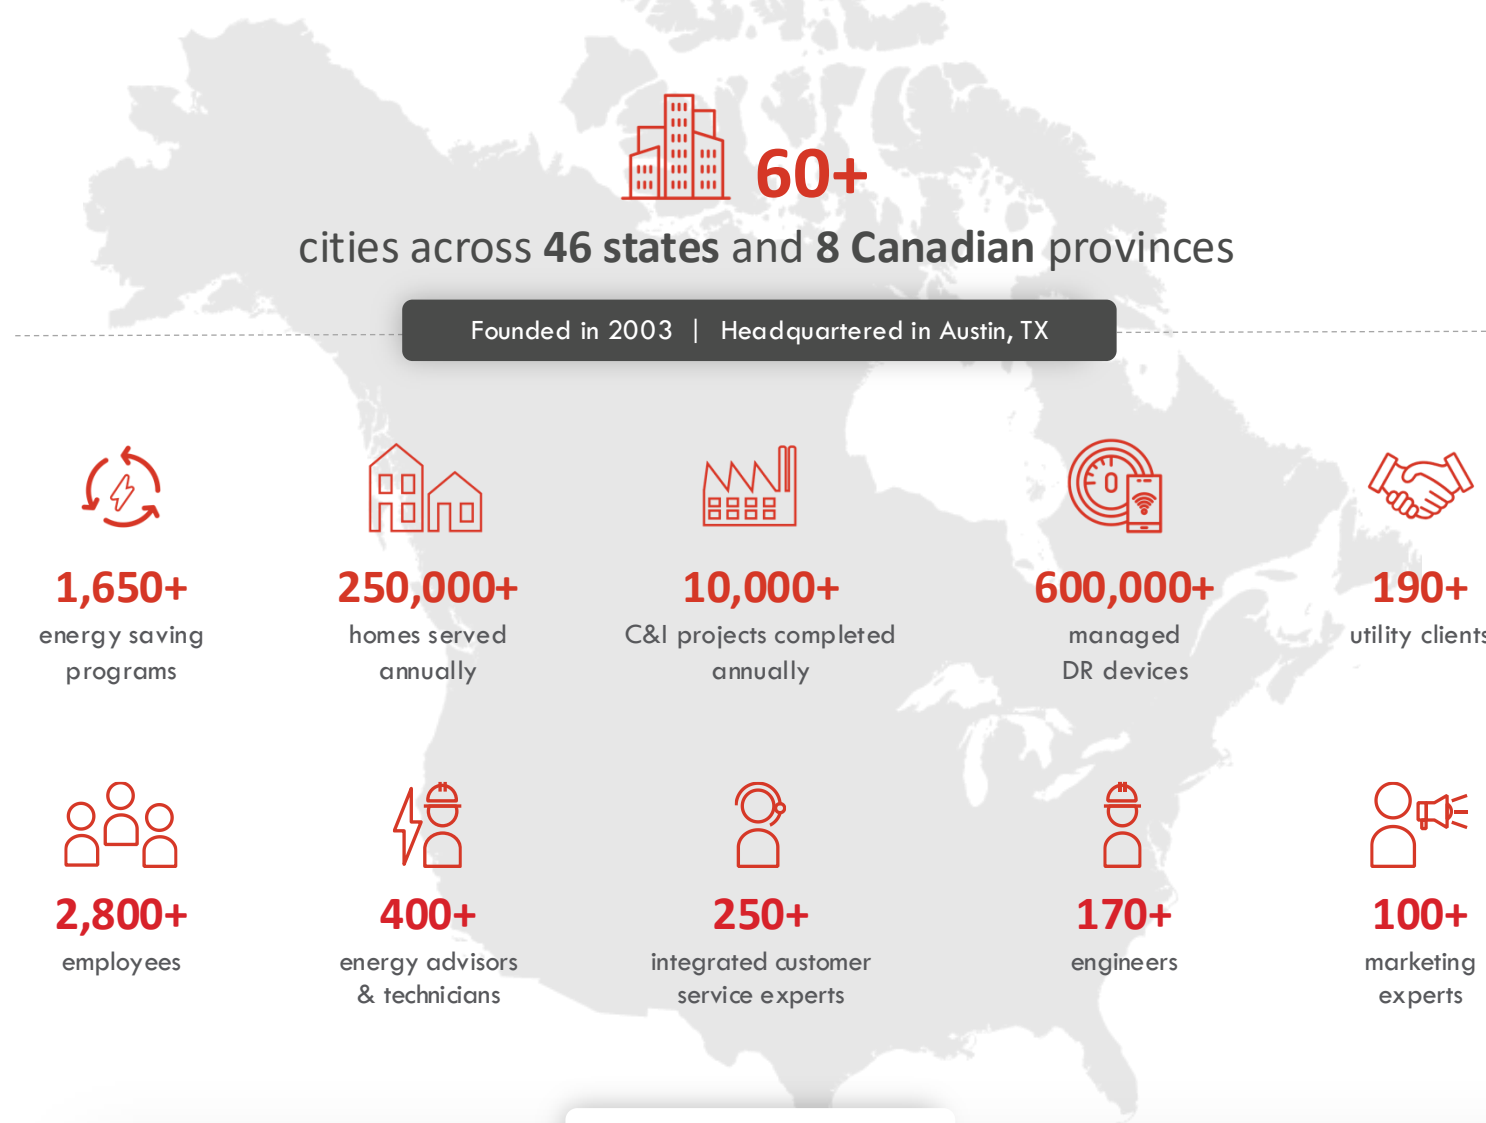 60+
cities across 46 states and 8 Canadian provinces
Founded in 2003 | Headquartered in Austin, TX
1,650+
energy saving
programs
250,000+
homes served
annually
10,000+
C&I projects completed
annually
600,000+
managed
DR devices
190+
utility clients
2,800+
employees
400+
energy advisors
& technicians
250+
integrated customer
service experts
170+
engineers
100+
marketing
experts